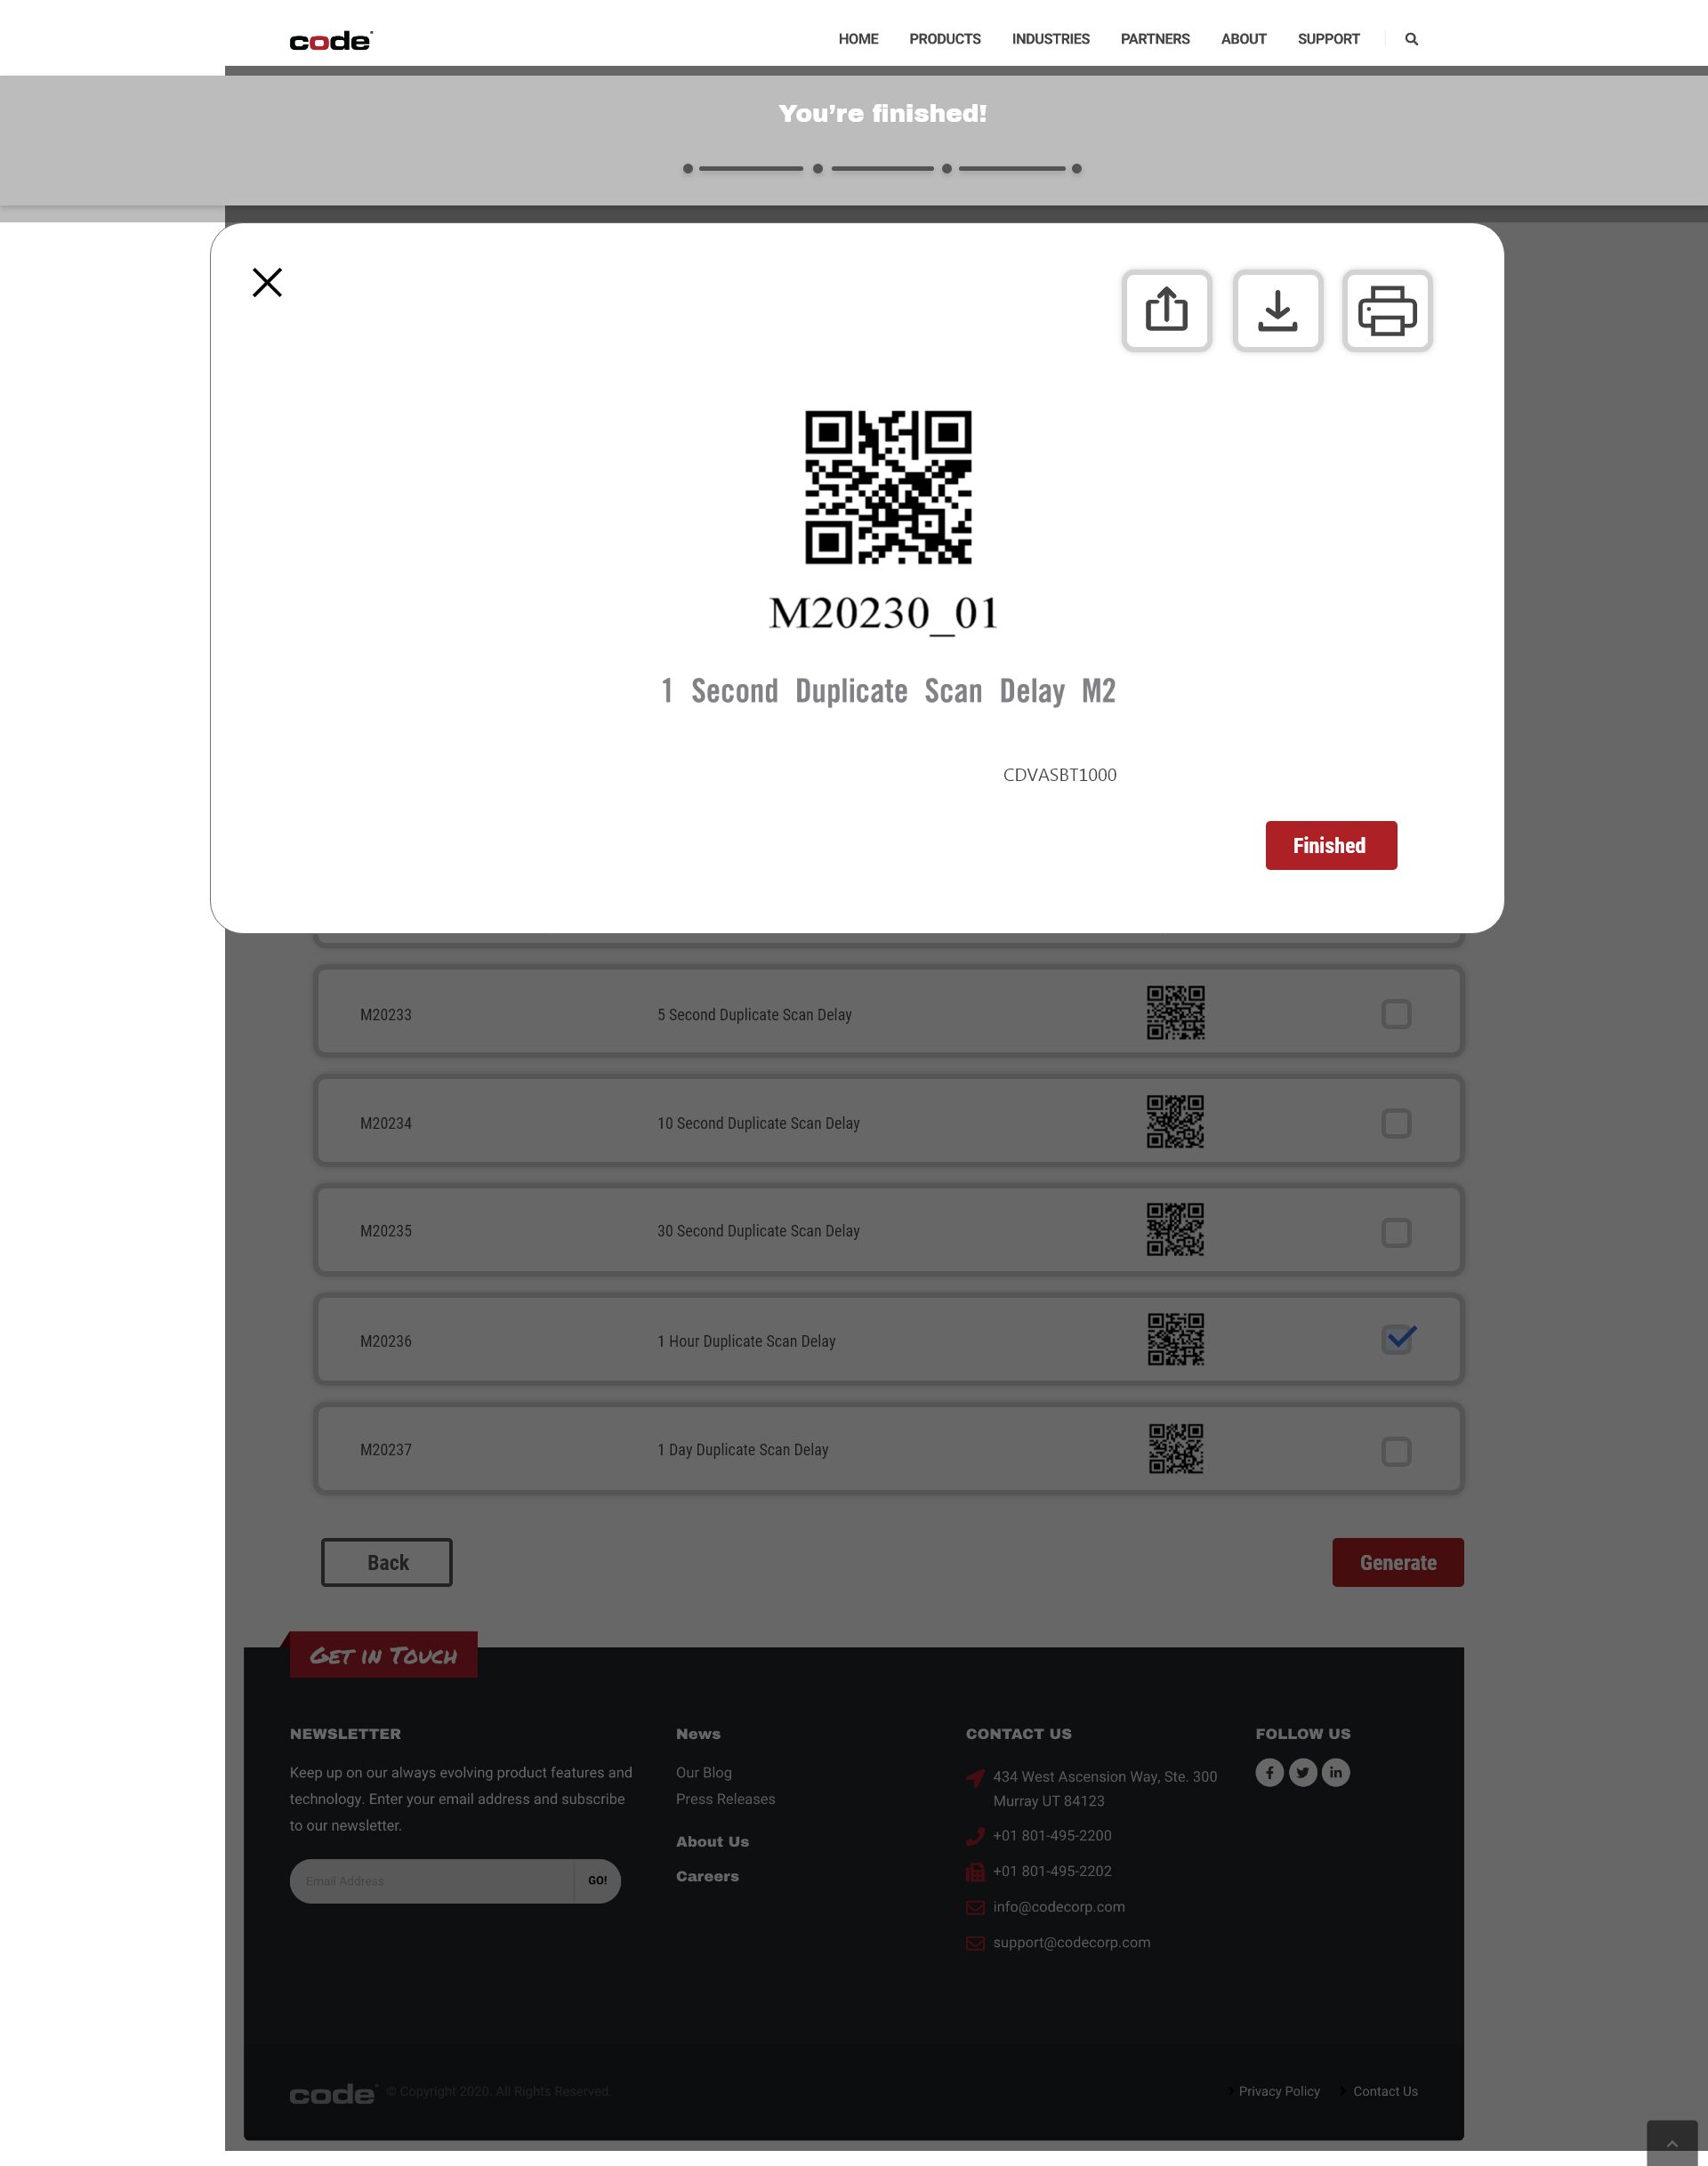 code
HOME PRODUCTS INDUSTRIES PARTNERS ABOUT SUPPORT
You're finished!
M20230_01
1 Second Duplicate Scan Delay M2
CDVASBT1000
Finished
M20233 5 Second Duplicate Scan Delay
M20234 10 Second Duplicate Scan Delay
M20235 30 Second Duplicate Scan Delay
M20236 1 Hour Duplicate Scan Delay
M20237 1 Day Duplicate Scan Delay
Back Generate
Get in Touch
NEWSLETTER
Keep up on our always evolving product features and
technology. Enter your email address and subscribe
to our newsletter.
Email Address GO!
News
Our Blog
Press Releases
About Us
Careers
CONTACT US
434 West Ascension Way, Ste. 300
Murray UT 84123
+01 801-495-2200
+01 801-495-2202
info@codecorp.com
support@codecorp.com
FOLLOW US
code © Copyright 2020. All Rights Reserved.
Privacy Policy Contact Us